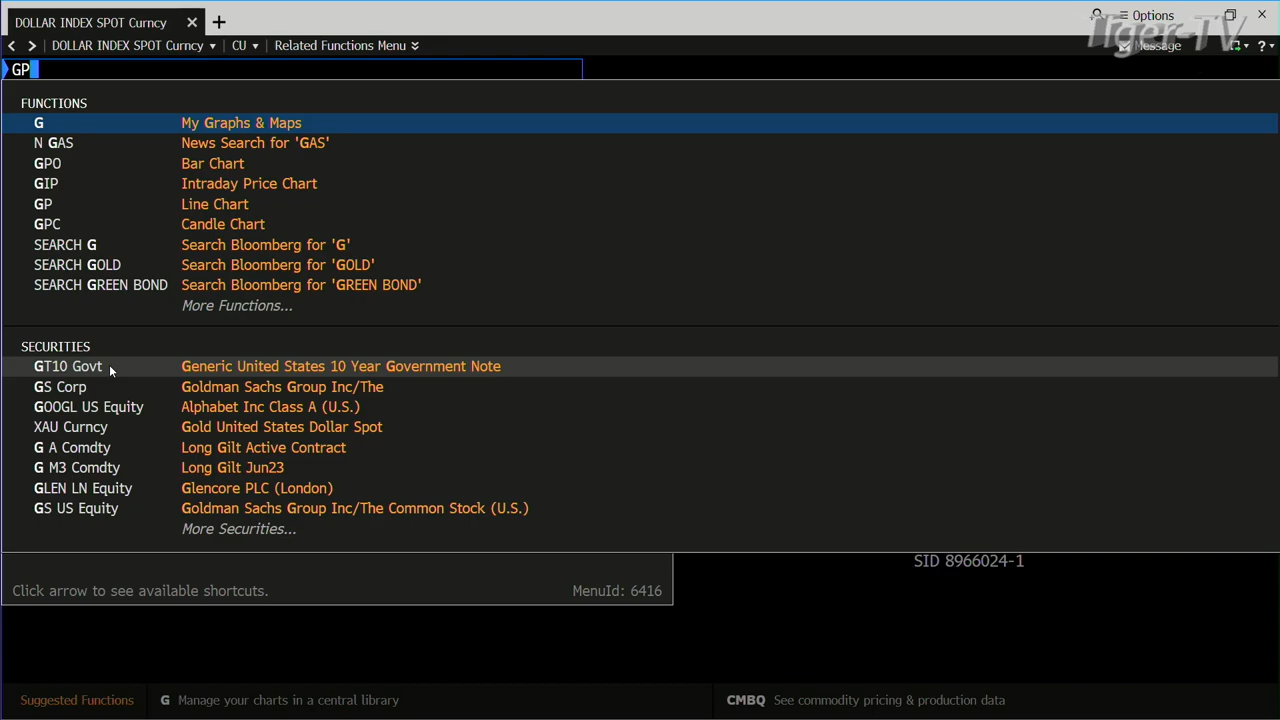 DOLLAR INDEX SPOT Curncy
Options
DOLLAR INDEX SPOT Curncy CU Related Functions Menu
Message ?
Tiger-TV
GP
FUNCTIONS
G My Graphs & Maps
N GAS News Search for 'GAS'
GPO Bar Chart
GIP Intraday Price Chart
GP Line Chart
GPC Candle Chart
SEARCH G Search Bloomberg for 'G'
SEARCH GOLD Search Bloomberg for 'GOLD'
SEARCH GREEN BOND Search Bloomberg for 'GREEN BOND'
More Functions...
SECURITIES
GT10 Govt Generic United States 10 Year Government Note
GS Corp Goldman Sachs Group Inc/The
GOOGL US Equity Alphabet Inc Class A (U.S.)
XAU Curncy Gold United States Dollar Spot
G A Comdty Long Gilt Active Contract
G M3 Comdty Long Gilt Jun23
GLEN LN Equity Glencore PLC (London)
GS US Equity Goldman Sachs Group Inc/The Common Stock (U.S.)
More Securities...
SID 8966024-1
Click arrow to see available shortcuts. MenuId: 6416
Suggested Functions G Manage your charts in a central library CMBQ See commodity pricing & production data